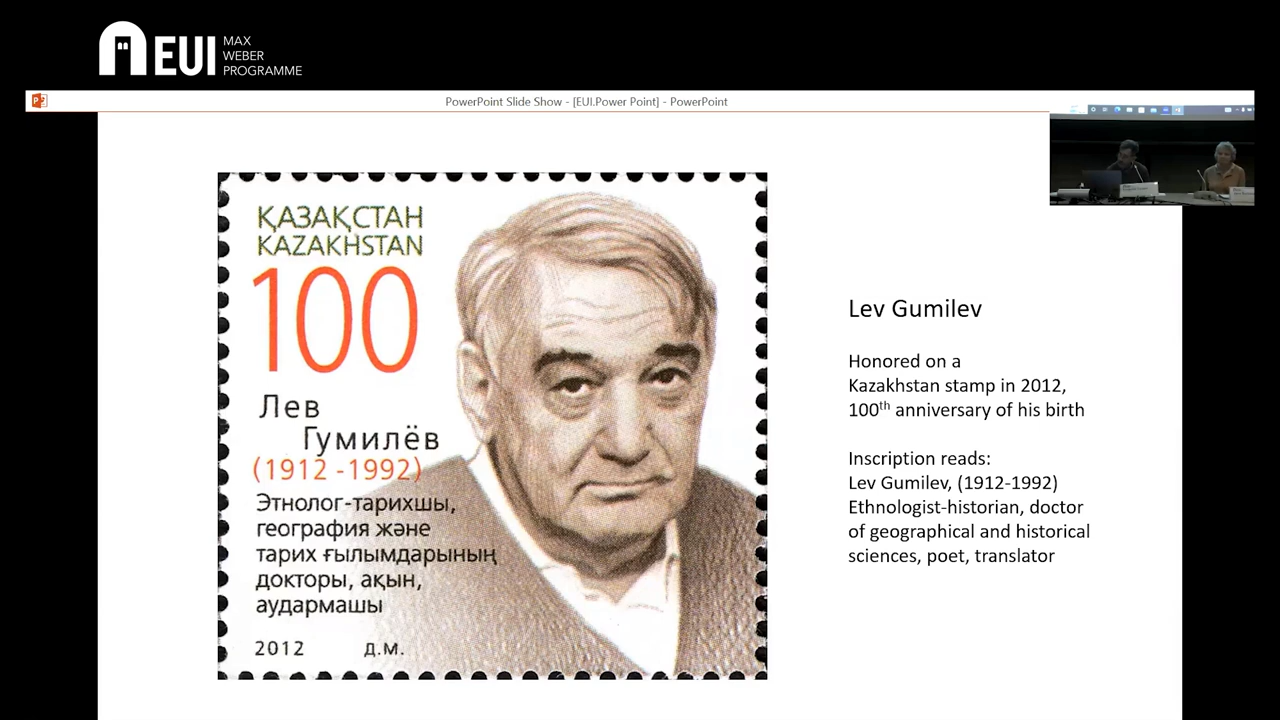 EUI
MAX
WEBER
PROGRAMME
PowerPoint Slide Show - [EUI.Power Point] - PowerPoint
ҚАЗАҚСТАН
KAZAKHSTAN
100
Лев
Гумилёв
(1912 -1992)
Этнолог-тарихшы,
география және
тарих ғылымдарының
докторы, ақын,
аудармашы
2012 д.м.
Lev Gumilev
Honored on a
Kazakhstan stamp in 2012,
100th anniversary of his birth
Inscription reads:
Lev Gumilev, (1912-1992)
Ethnologist-historian, doctor
of geographical and historical
sciences, poet, translator